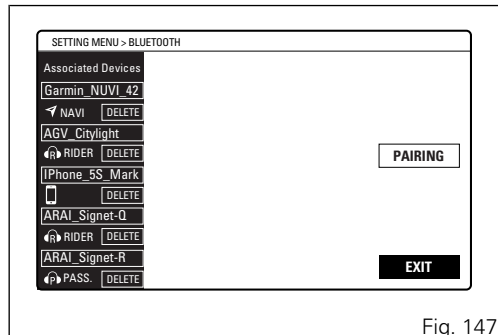 SETTING MENU > BLUETOOTH
Associated Devices
Garmin_NUVI_42
NAVI DELETE
AGV_Citylight
R RIDER DELETE
IPhone_5S_Mark
DELETE
ARAI_Signet-Q
R RIDER DELETE
ARAI_Signet-R
P PASS. DELETE
PAIRING
EXIT
Fig. 147